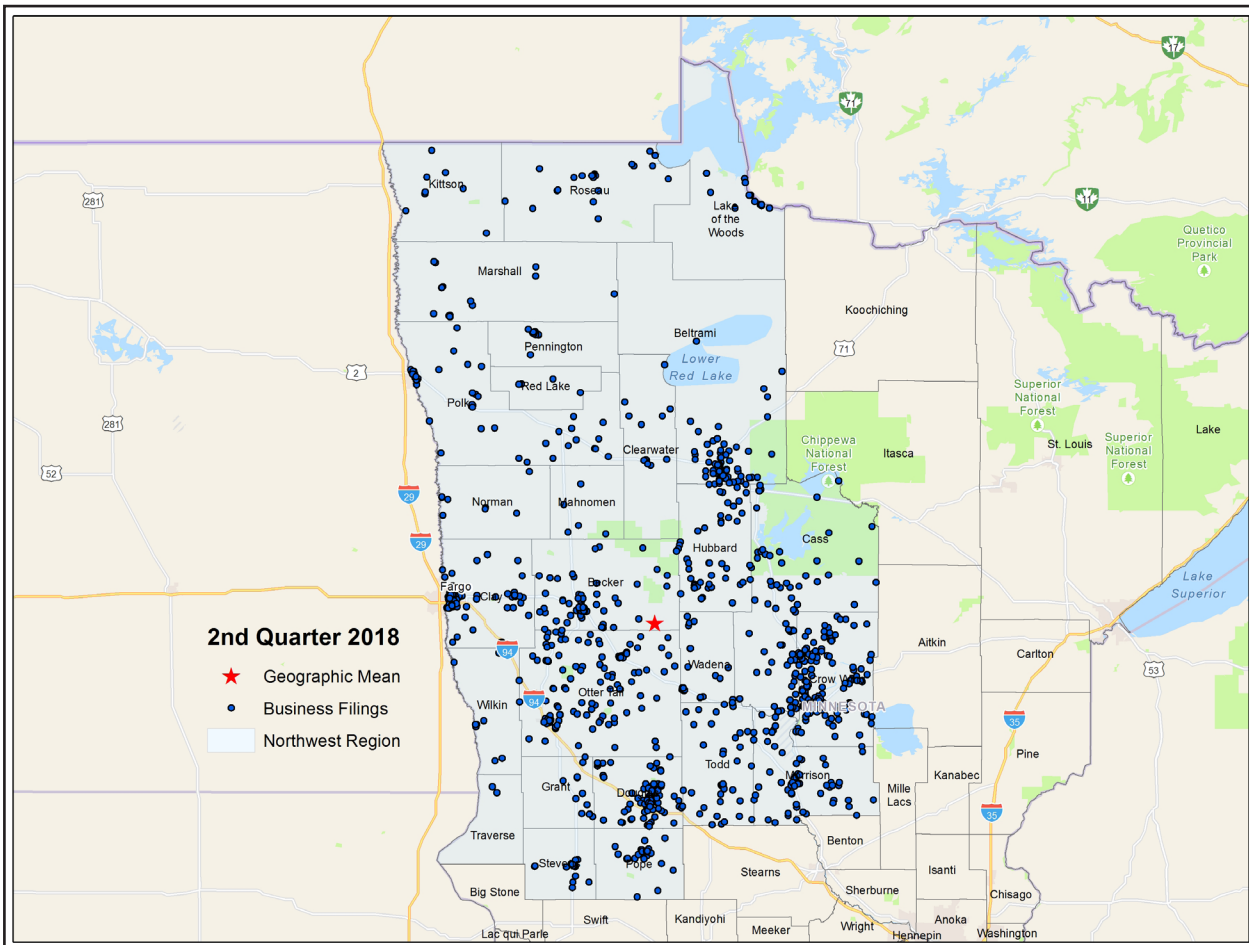 17
71
11
281
Kittson
Roseau
Lake
of the
Woods
Quetico
Provincial
Park
Marshall
Koochiching
Beltrami
71
Pennington
Lower
Red Lake
2
Red Lake
Superior
National
Forest
Polk
281
Lake
St. Louis
Superior
National
Forest
Clearwater
Chippewa
National
Forest
Itasca
52
29
Norman
Mahnomen
29
Cass
Hubbard
Lake
Superior
Becker
Fargo
Clay
2nd Quarter 2018
Geographic Mean
Business Filings
Northwest Region
94
Aitkin
Carlton
Wadena
53
Crow W
Otter Tail
94
Wilkin
MINNESOTA
35
Pine
Todd
Kanabec
Morrison
Grant
Mille
Lacs
Doug
35
Traverse
Benton
Stevens
Pope
Isanti
Stearns
Big Stone
Sherburne
Chisago
Swift
Kandiyohi
Anoka
Meeker
Wright
Washington
Lac qui Parle
Hennepin